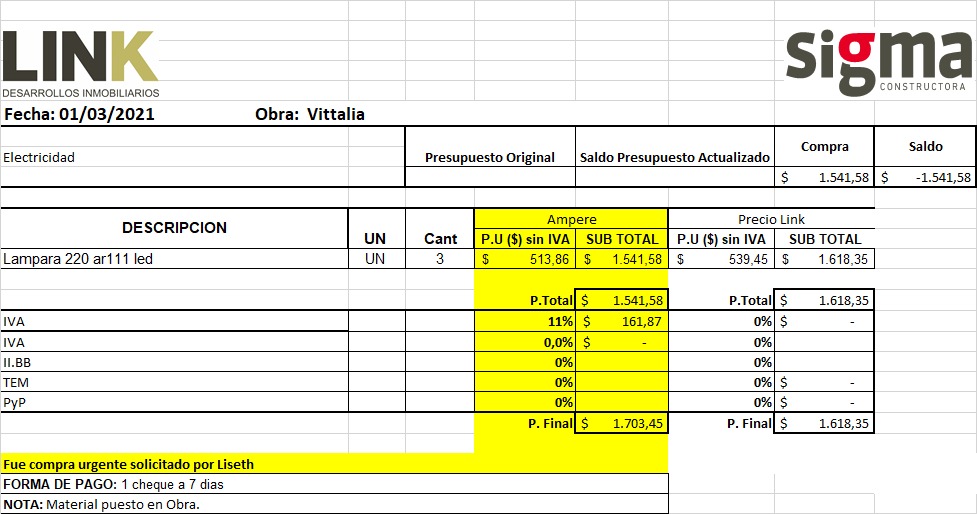 LINK
DESARROLLOS INMOBILIARIOS
sigma
CONSTRUCTORA
Fecha: 01/03/2021 Obra: Vittalia
Electricidad Presupuesto Original Saldo Presupuesto Actualizado Compra Saldo
$ 1.541,58 $ -1.541,58
DESCRIPCION UN Cant Ampere Precio Link
P.U ($) sin IVA SUB TOTAL P.U ($) sin IVA SUB TOTAL
Lampara 220 ar111 led UN 3 $ 513,86 $ 1.541,58 $ 539,45 $ 1.618,35
P.Total $ 1.541,58 P.Total $ 1.618,35
IVA 11% $ 161,87 0% $ -
IVA 0,0% $ - 0%
II.BB 0% 0%
TEM 0% 0% $ -
PyP 0% 0% $ -
P. Final $ 1.703,45 P. Final $ 1.618,35
Fue compra urgente solicitado por Liseth
FORMA DE PAGO: 1 cheque a 7 dias
NOTA: Material puesto en Obra.